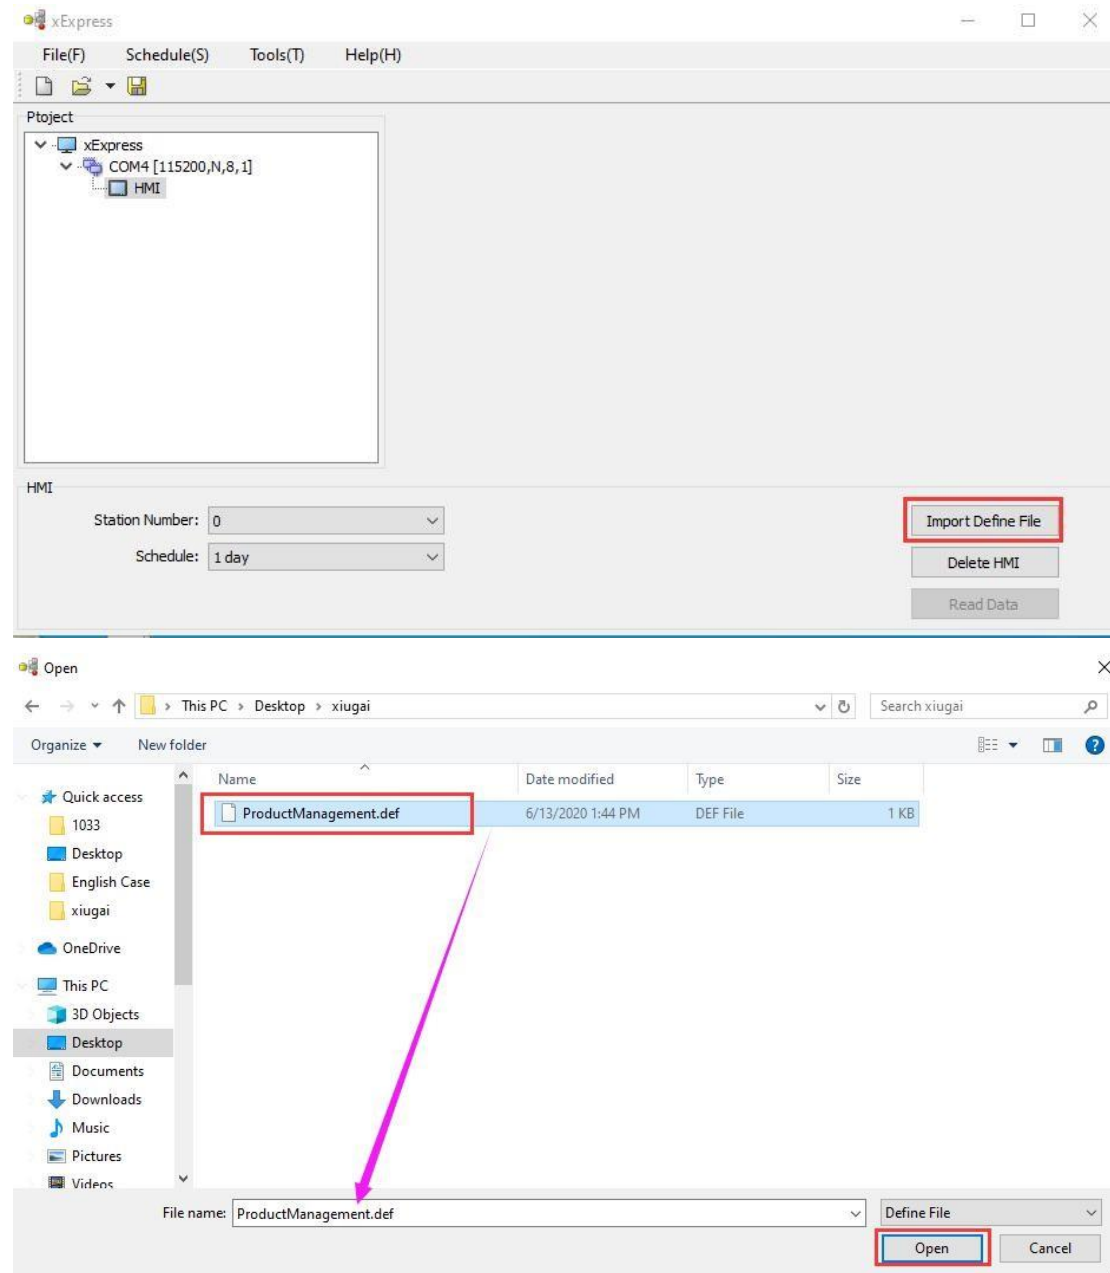 xExpress
File(F) Schedule(S) Tools(T) Help(H)
Ptoject
xExpress
COM4 [115200,N,8,1]
HMI
HMI
Station Number: 0
Import Define File
Schedule: 1 day
Delete HMI
Read Data
Open
This PC › Desktop › xiugai
Search xiugai
Organize New folder
Name Date modified Type Size
Quick access
ProductManagement.def 6/13/2020 1:44 PM DEF File 1 KB
1033
Desktop
English Case
xiugai
OneDrive
This PC
3D Objects
Desktop
Documents
Downloads
Music
Pictures
Videos
File name: ProductManagement.def Define File
Open Cancel